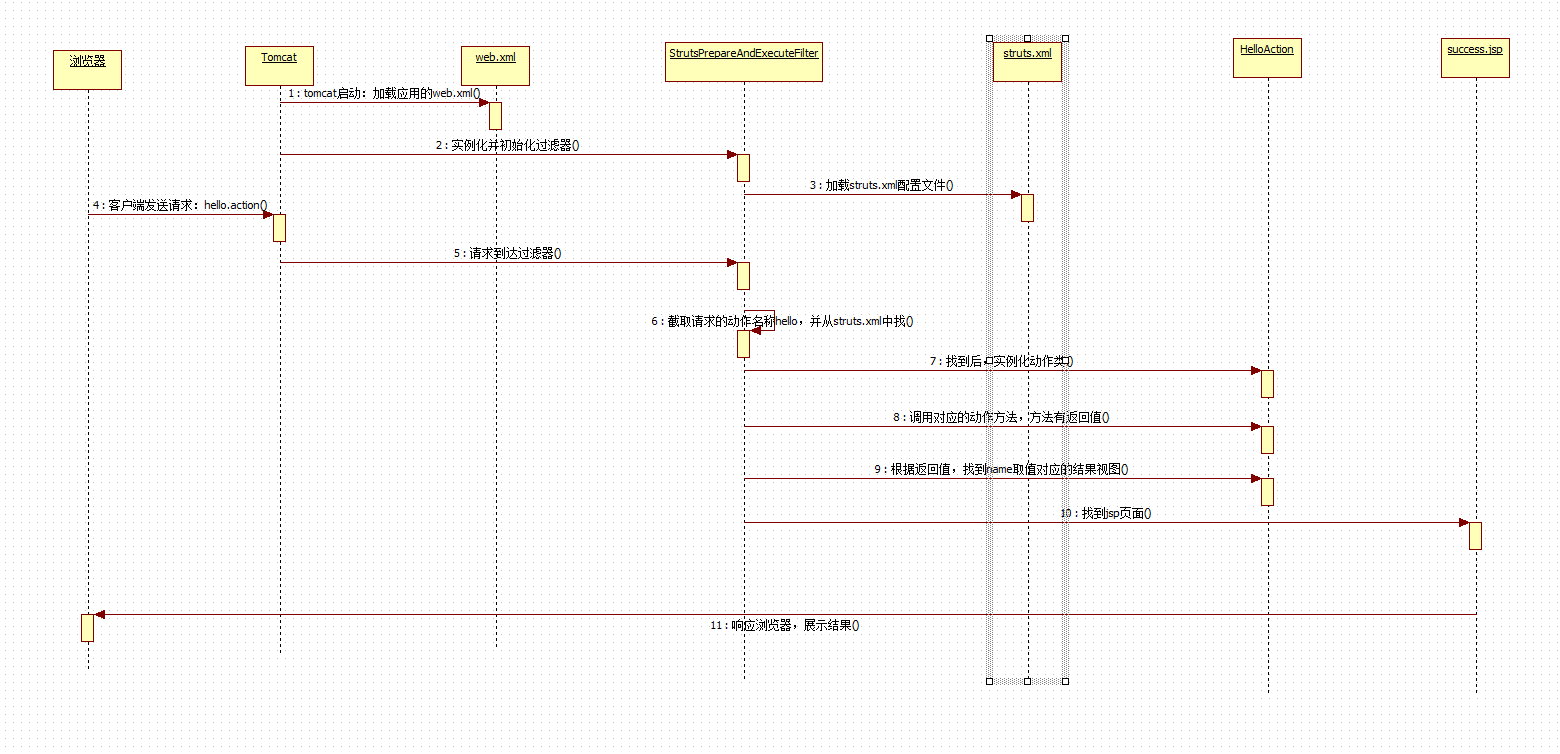 浏览器
Tomcat
web.xml
StrutsPrepareAndExecuteFilter
struts.xml
HelloAction
success.jsp
1 : tomcat启动：加载应用的web.xml()
2 : 实例化并初始化过滤器()
3 : 加载struts.xml配置文件()
4 : 客户端发送请求：hello.action()
5 : 请求到达过滤器()
6 : 截取请求的动作名称hello，并从struts.xml中找()
7 : 找到后，实例化动作类()
8 : 调用对应的动作方法，方法有返回值()
9 : 根据返回值，找到name取值对应的结果视图()
10 : 找到jsp页面()
11 : 响应浏览器，展示结果()